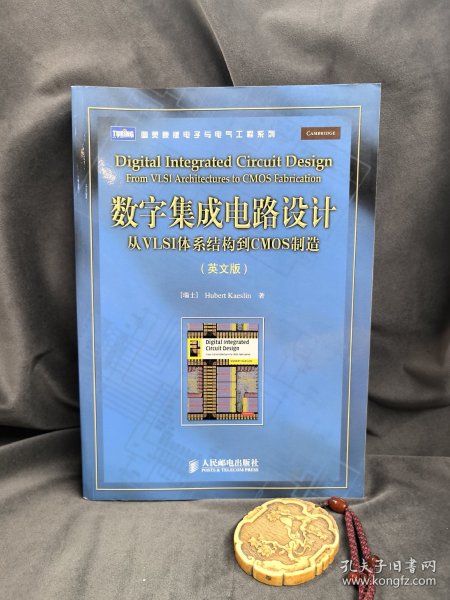 TURING
图灵原版电子与电气工程系列
CAMBRIDGE
Digital Integrated Circuit Design
From VLSI Architectures to CMOS Fabrication
数字集成电路设计
从VLSI体系结构到CMOS制造
（英文版）
［瑞士］ Hubert Kaeslin 著
Digital Integrated
Circuit Design
人民邮电出版社
POSTS & TELECOM PRESS
孔夫子旧书网
www.kongfz.com